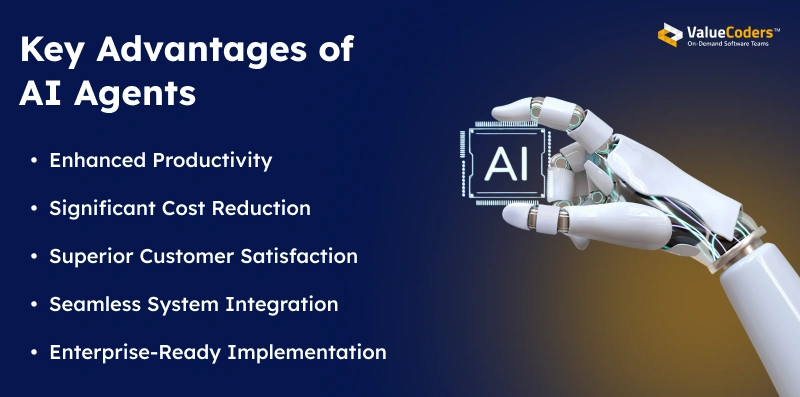 Key Advantages of
AI Agents
• Enhanced Productivity
• Significant Cost Reduction
• Superior Customer Satisfaction
• Seamless System Integration
• Enterprise-Ready Implementation
ValueCoders™
On-Demand Software Teams
AI